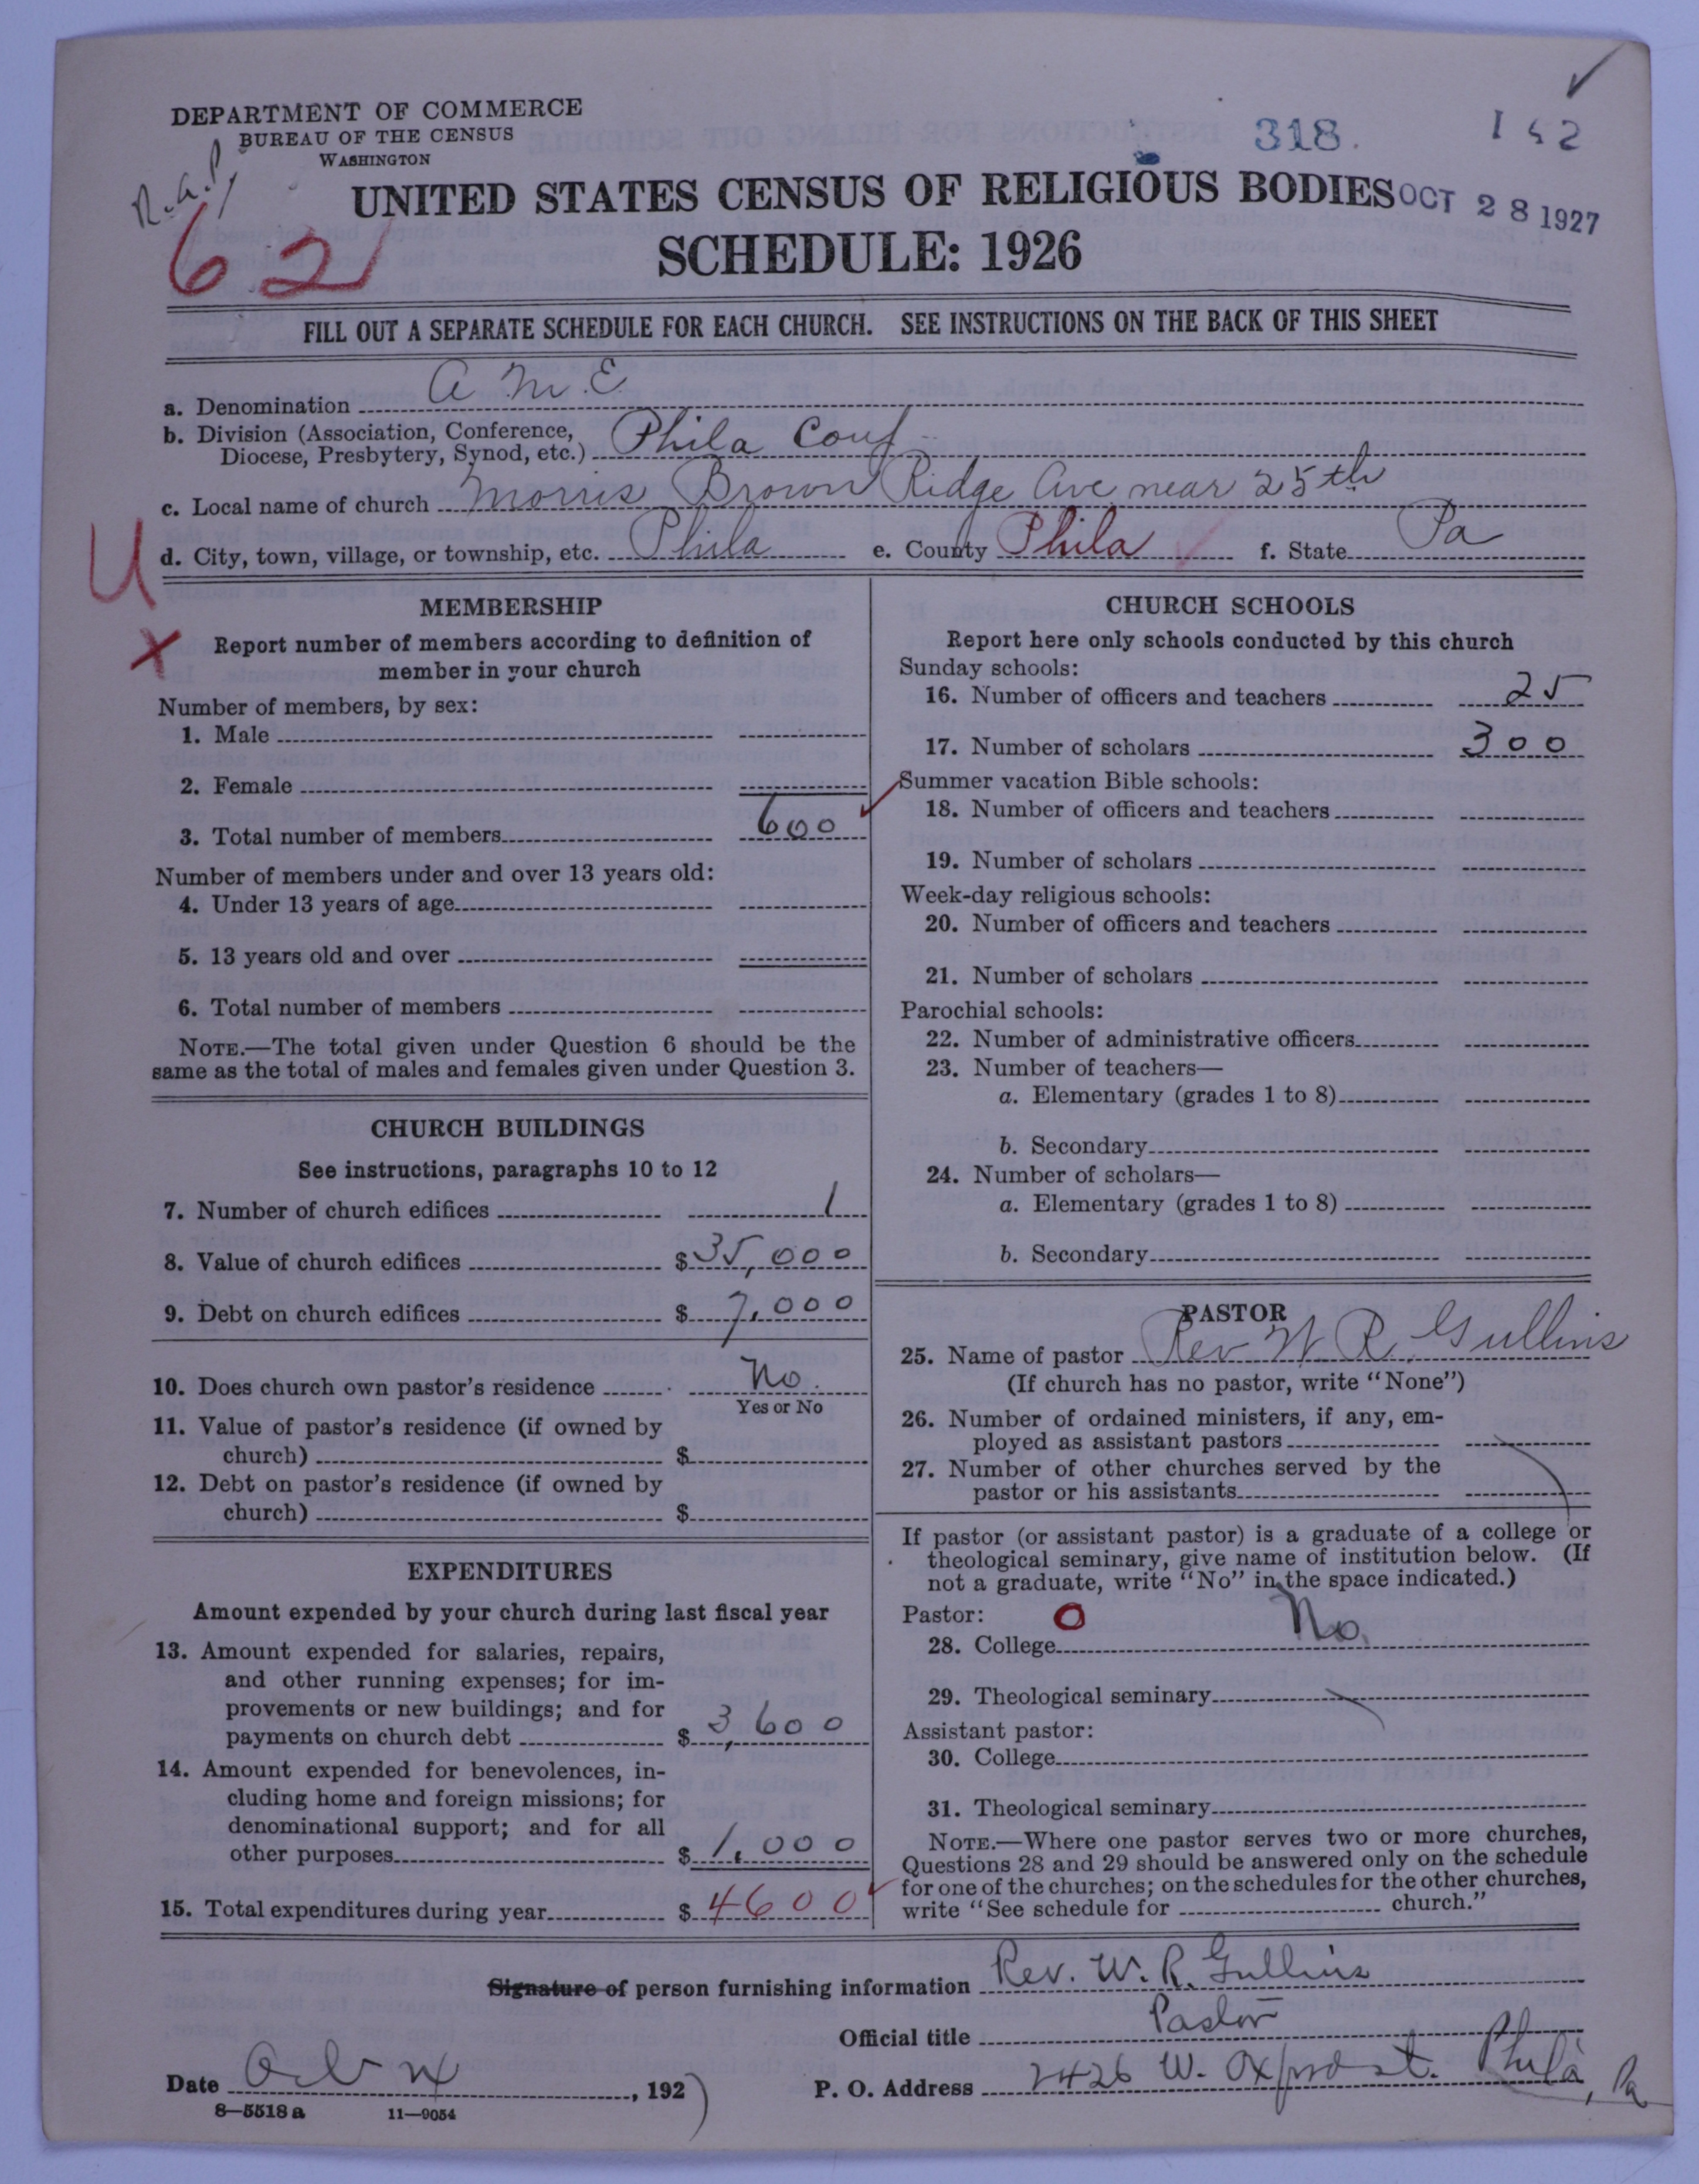 DEPARTMENT OF COMMERCE
BUREAU OF THE CENSUS
WASHINGTON
R.a.P.
318.
142
62
UNITED STATES CENSUS OF RELIGIOUS BODIES
OCT 28 1927
SCHEDULE: 1926
FILL OUT A SEPARATE SCHEDULE FOR EACH CHURCH. SEE INSTRUCTIONS ON THE BACK OF THIS SHEET
a. Denomination A M. E
b. Division (Association, Conference,
Diocese, Presbytery, Synod, etc.) Phila Conf
c. Local name of church Morris Brown Ridge Ave near 25th
d. City, town, village, or township, etc. Phila e. County Phila f. State Pa
U
X
MEMBERSHIP
Report number of members according to definition of
member in your church
Number of members, by sex:
1. Male
2. Female
3. Total number of members 600
Number of members under and over 13 years old:
4. Under 13 years of age
5. 13 years old and over
6. Total number of members
NOTE.—The total given under Question 6 should be the
same as the total of males and females given under Question 3.
CHURCH BUILDINGS
See instructions, paragraphs 10 to 12
7. Number of church edifices 1
8. Value of church edifices $35,000
9. Debt on church edifices $7,000
10. Does church own pastor's residence No.
Yes or No
11. Value of pastor's residence (if owned by
church) $
12. Debt on pastor's residence (if owned by
church) $
EXPENDITURES
Amount expended by your church during last fiscal year
13. Amount expended for salaries, repairs,
and other running expenses; for im-
provements or new buildings; and for
payments on church debt $3,600
14. Amount expended for benevolences, in-
cluding home and foreign missions; for
denominational support; and for all
other purposes $1,000
15. Total expenditures during year $4600
CHURCH SCHOOLS
Report here only schools conducted by this church
Sunday schools:
16. Number of officers and teachers 25
17. Number of scholars 300
Summer vacation Bible schools:
18. Number of officers and teachers
19. Number of scholars
Week-day religious schools:
20. Number of officers and teachers
21. Number of scholars
Parochial schools:
22. Number of administrative officers
23. Number of teachers—
a. Elementary (grades 1 to 8)
b. Secondary
24. Number of scholars—
a. Elementary (grades 1 to 8)
b. Secondary
PASTOR
25. Name of pastor Rev W. R. Gullins
(If church has no pastor, write "None")
26. Number of ordained ministers, if any, em-
ployed as assistant pastors
27. Number of other churches served by the
pastor or his assistants
If pastor (or assistant pastor) is a graduate of a college or
theological seminary, give name of institution below. (If
not a graduate, write "No" in the space indicated.)
Pastor: O
28. College No.
29. Theological seminary
Assistant pastor:
30. College
31. Theological seminary
NOTE.—Where one pastor serves two or more churches,
Questions 28 and 29 should be answered only on the schedule
for one of the churches; on the schedules for the other churches,
write "See schedule for church."
Signature of person furnishing information Rev. W. R. Gullins
Official title Pastor
Date , 1927 P. O. Address 2426 W. Oxford st. Phila, Pa
8—5518 a 11—9054